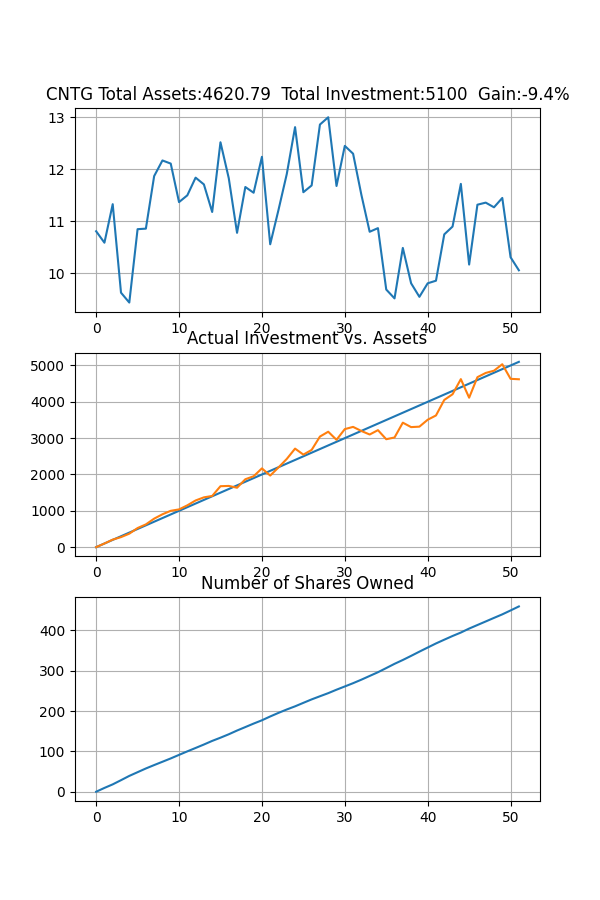 CNTG Total Assets:4620.79  Total Investment:5100  Gain:-9.4%
13
12
11
10
0 10 20 30 40 50
Actual Investment vs. Assets
5000
4000
3000
2000
1000
0
0 10 20 30 40 50
Number of Shares Owned
400
300
200
100
0
0 10 20 30 40 50